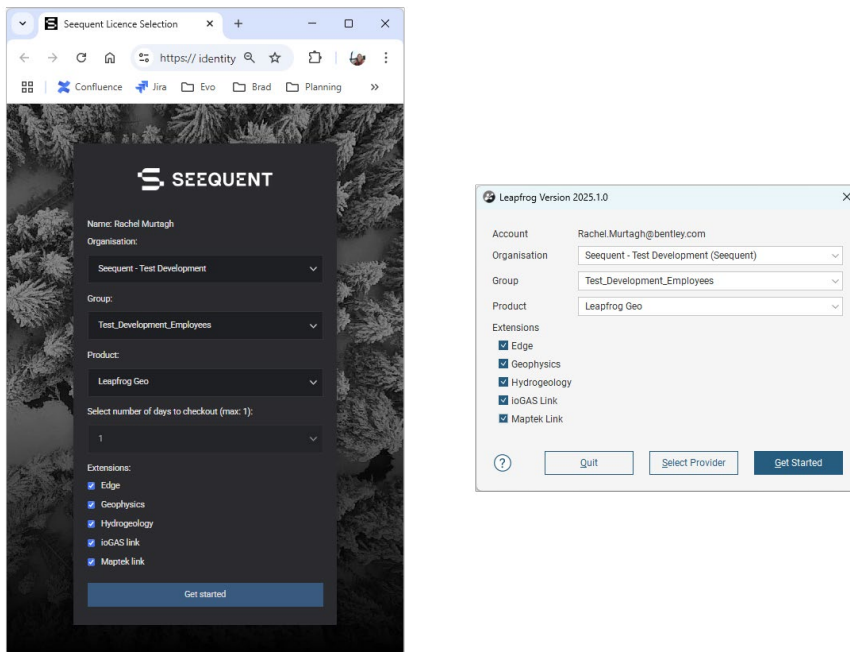 Seequent Licence Selection
https://identity
Confluence
Jira
Evo
Brad
Planning
SEEQUENT
Name: Rachel Murtagh
Organisation:
Seequent - Test Development
Group:
Test_Development_Employees
Product:
Leapfrog Geo
Select number of days to checkout (max: 1):
1
Extensions:
Edge
Geophysics
Hydrogeology
ioGAS link
Maptek link
Get started
Leapfrog Version 2025.1.0
Account Rachel.Murtagh@bentley.com
Organisation Seequent - Test Development (Seequent)
Group Test_Development_Employees
Product Leapfrog Geo
Extensions
Edge
Geophysics
Hydrogeology
ioGAS Link
Maptek Link
? Quit Select Provider Get Started